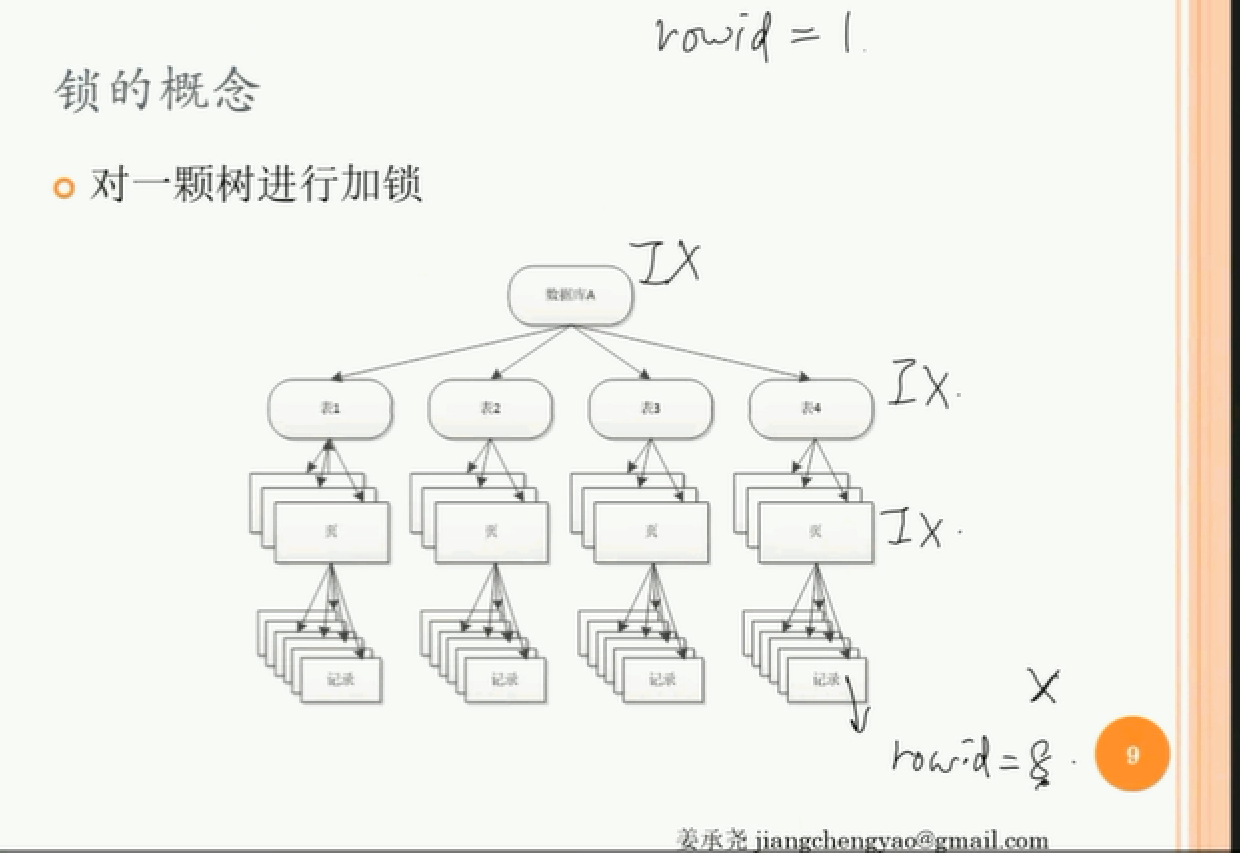 rowid = 1.
锁的概念
对一颗树进行加锁
IX
数据库A
表1 表2 表3 表4 IX.
页 页 页 页 IX.
记录 记录 记录 记录 X
rowid = 8.
9
姜承尧 jiangchengyao@gmail.com